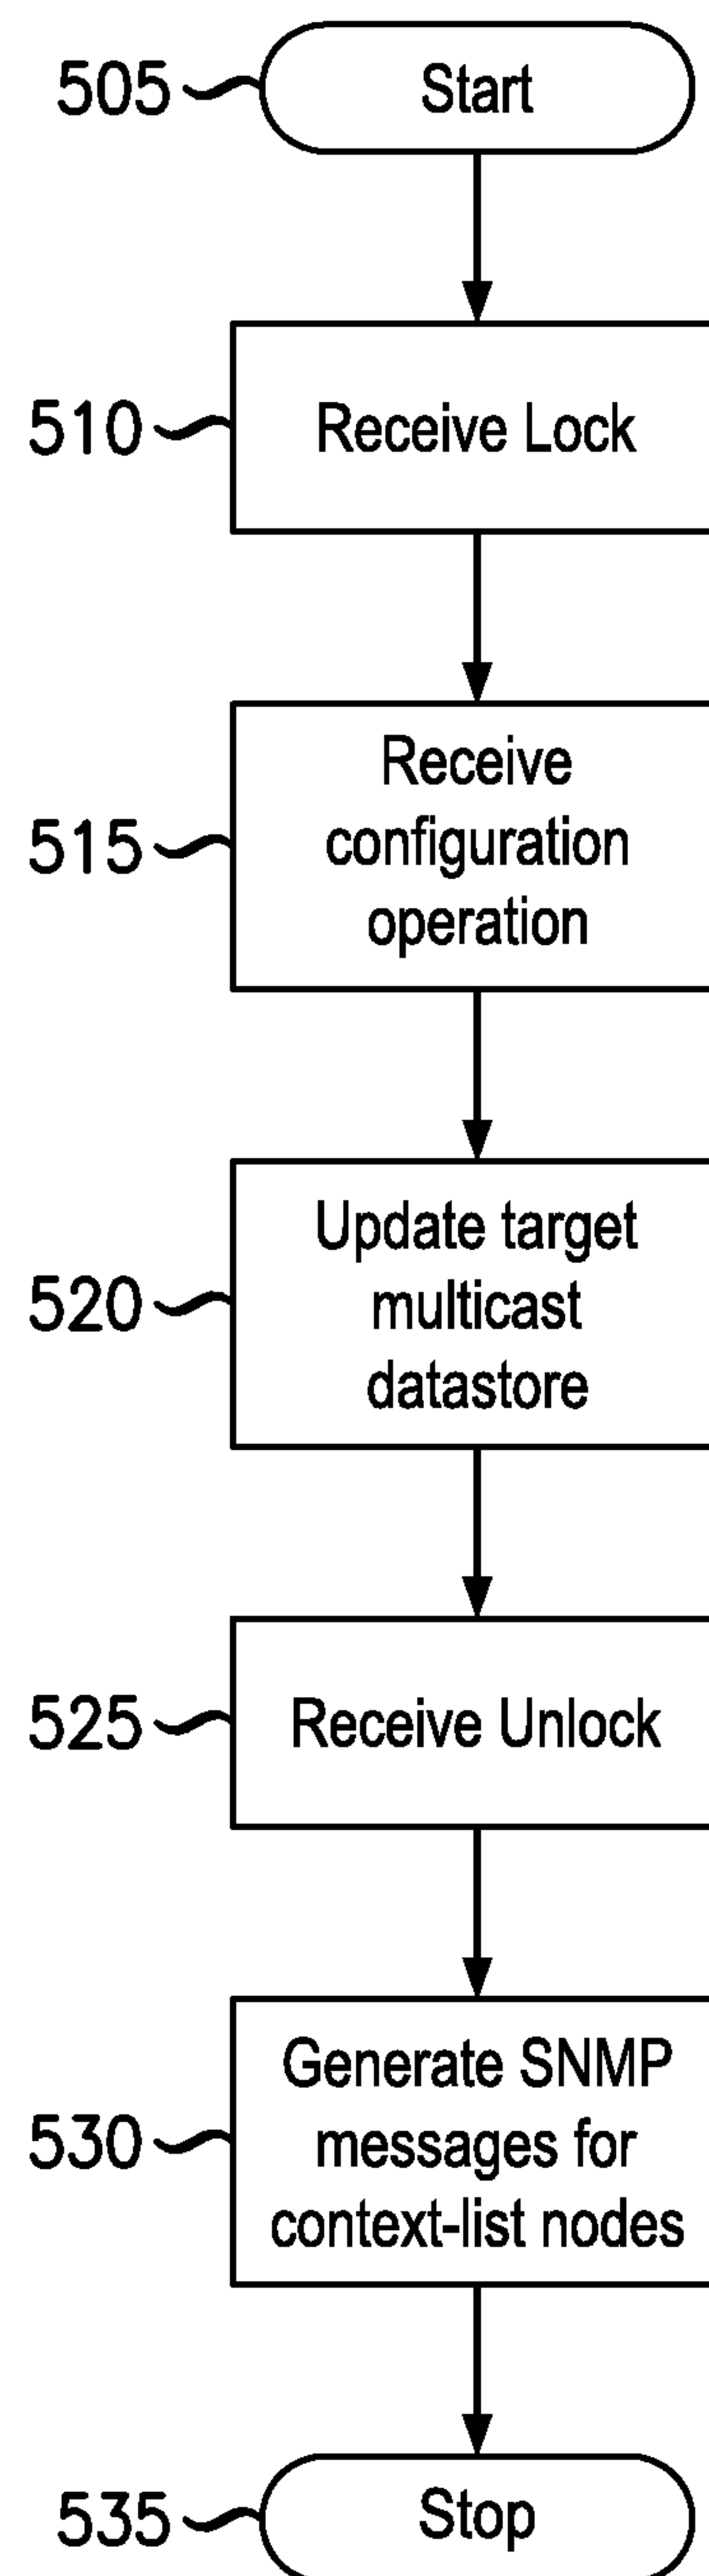 505 Start
510 Receive Lock
515 Receive
configuration
operation
520 Update target
multicast
datastore
525 Receive Unlock
530 Generate SNMP
messages for
context-list nodes
535 Stop